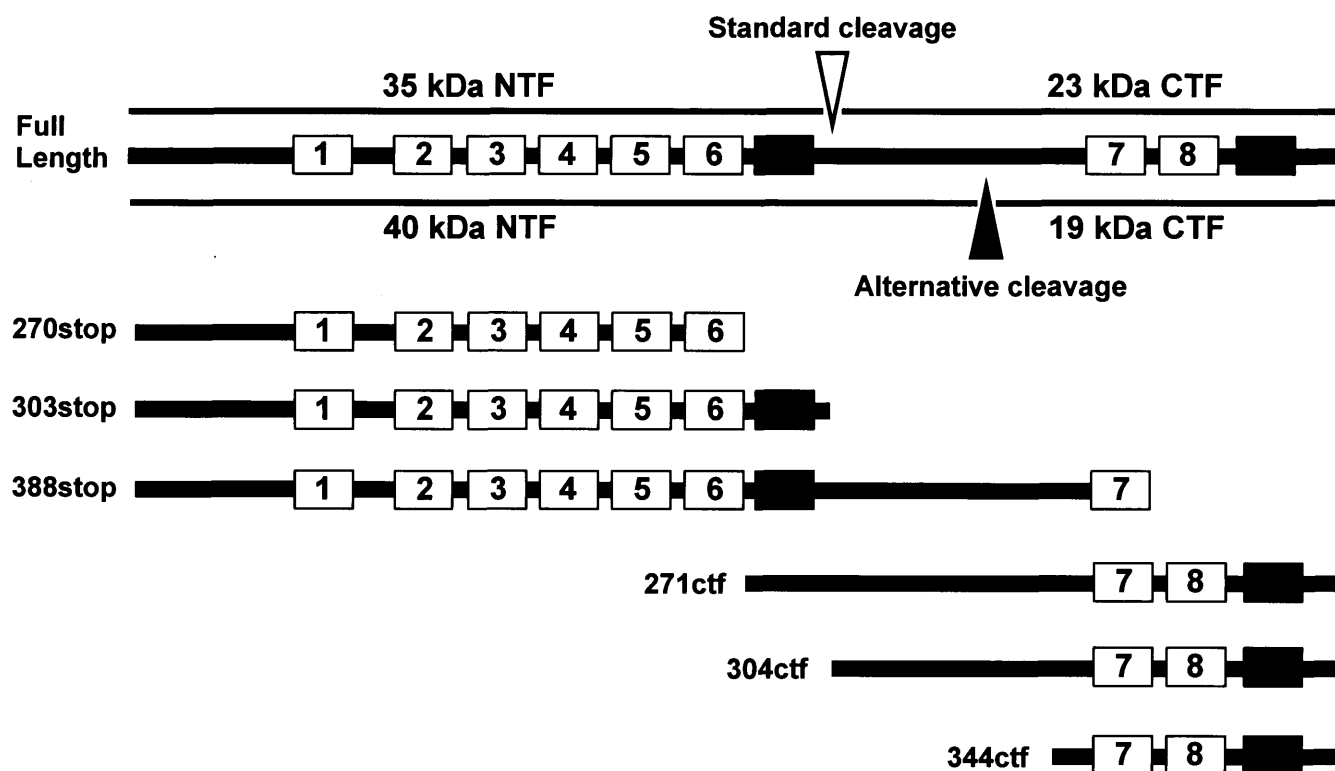 Standard cleavage
35 kDa NTF 23 kDa CTF
Full
Length 1 2 3 4 5 6 7 8
40 kDa NTF 19 kDa CTF
Alternative cleavage
270stop 1 2 3 4 5 6
303stop 1 2 3 4 5 6
388stop 1 2 3 4 5 6 7
271ctf 7 8
304ctf 7 8
344ctf 7 8